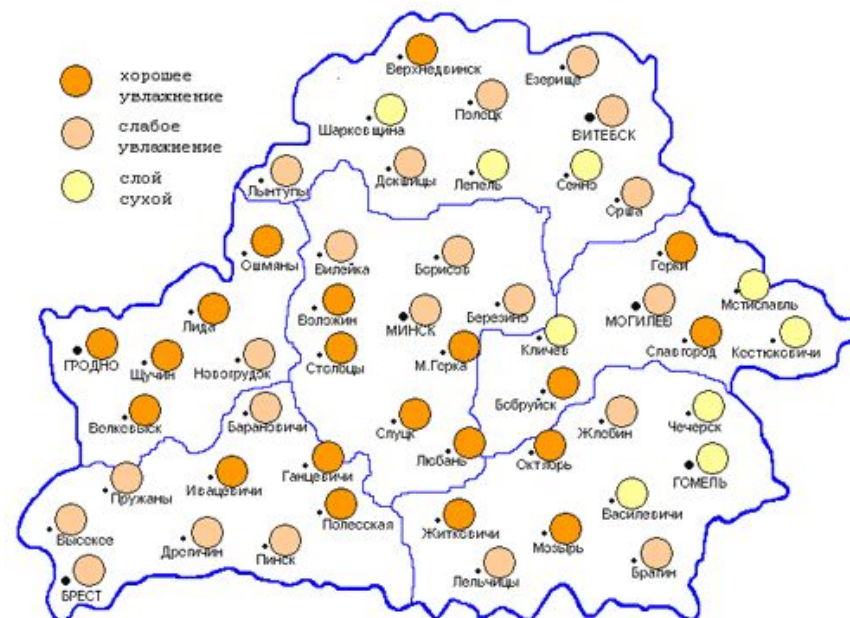 хорошее
увлажнение
слабое
увлажнение
слой
сухой
Верхнедвинск
Езерище
Полоцк
Шарковщина
ВИТЕБСК
Лынтупы
Докшицы
Лепель
Сенно
Орша
Ошмяны
Вилейка
Борисов
Горки
Мстиславль
Лида
Воложин
МИНСК
Березино
МОГИЛЕВ
ГРОДНО
Щучин
Новогрудок
Столоцы
М.Горка
Кличев
Славгород
Костюковичи
Волковыск
Барановичи
Слуцк
Бобруйск
Жлобин
Чечерск
Любань
Октлорь
ГОМЕЛЬ
Пружаны
Ивацевичи
Ганцевичи
Полесская
Василевичи
Высокое
Дрогичин
Пинск
Житковичи
Мозырь
БРЕСТ
Лельчицы
Брагин